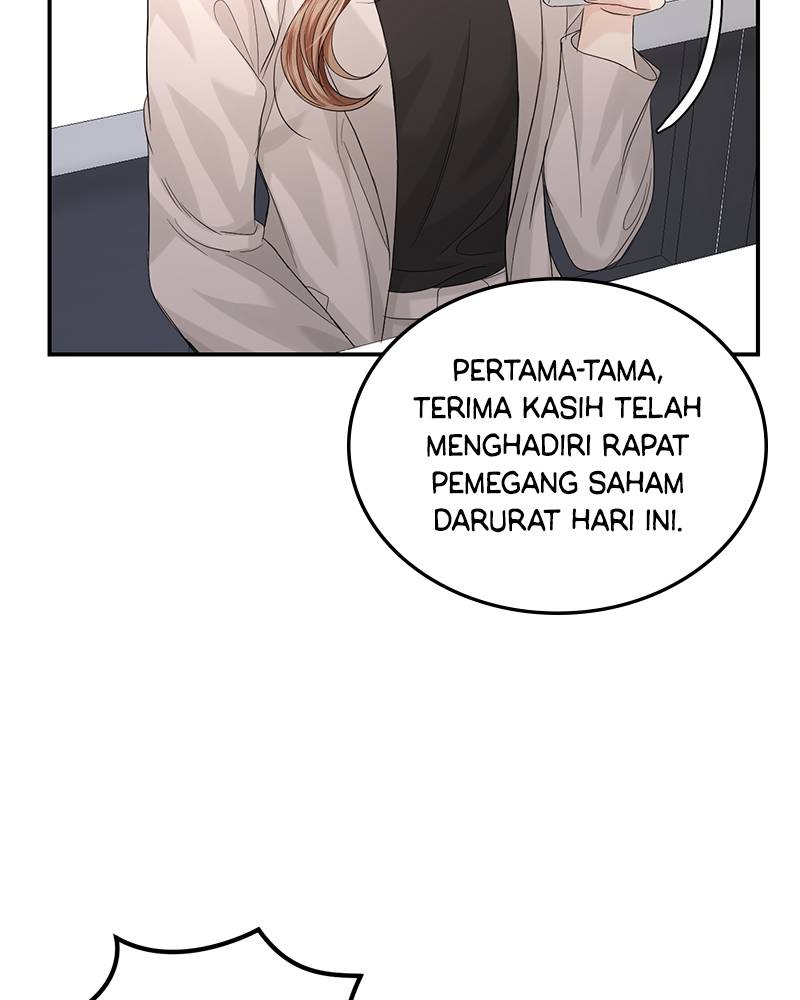 PERTAMA-TAMA,
TERIMA KASIH TELAH
MENGHADIRI RAPAT
PEMEGANG SAHAM
DARURAT HARI INI.